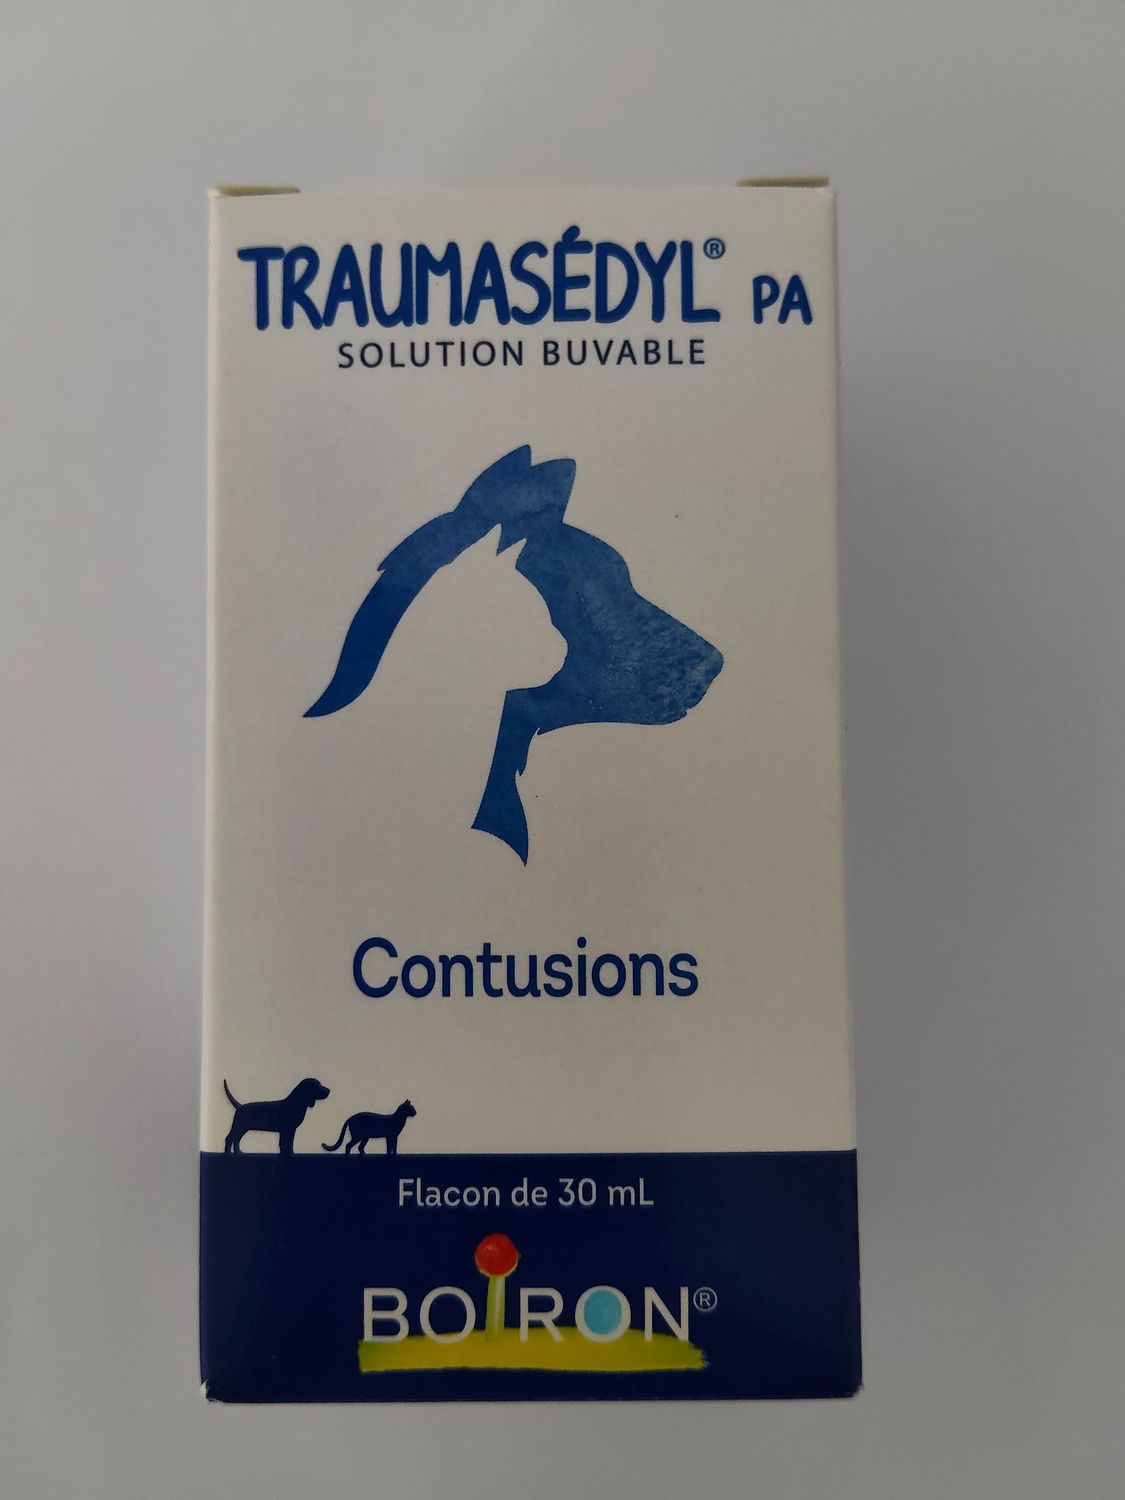 TRAUMASÉDYL® PA
SOLUTION BUVABLE
Contusions
Flacon de 30 mL
BOIRON®